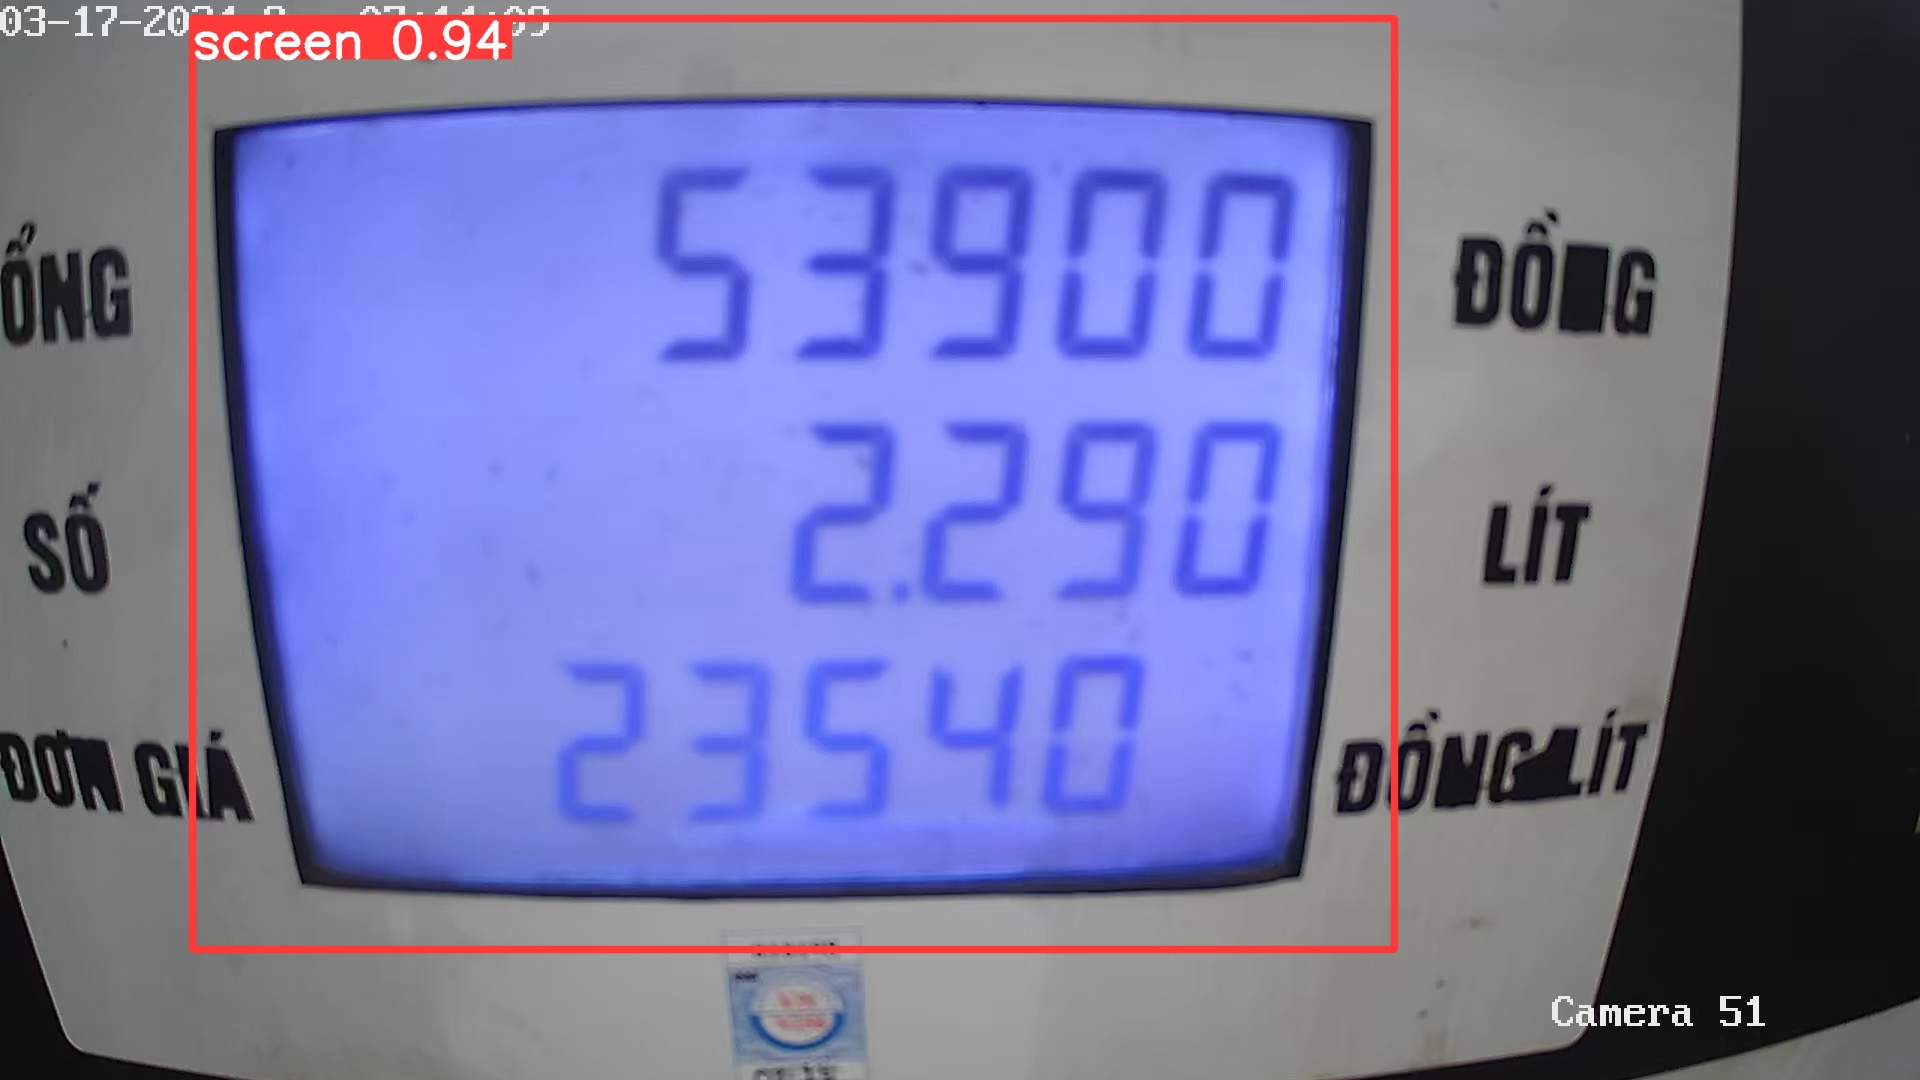 screen 0.94
53900
ỔNG ĐỒNG
2.290
SỐ LÍT
23540
ĐƠN GIÁ ĐỒNG/LÍT
Camera 51